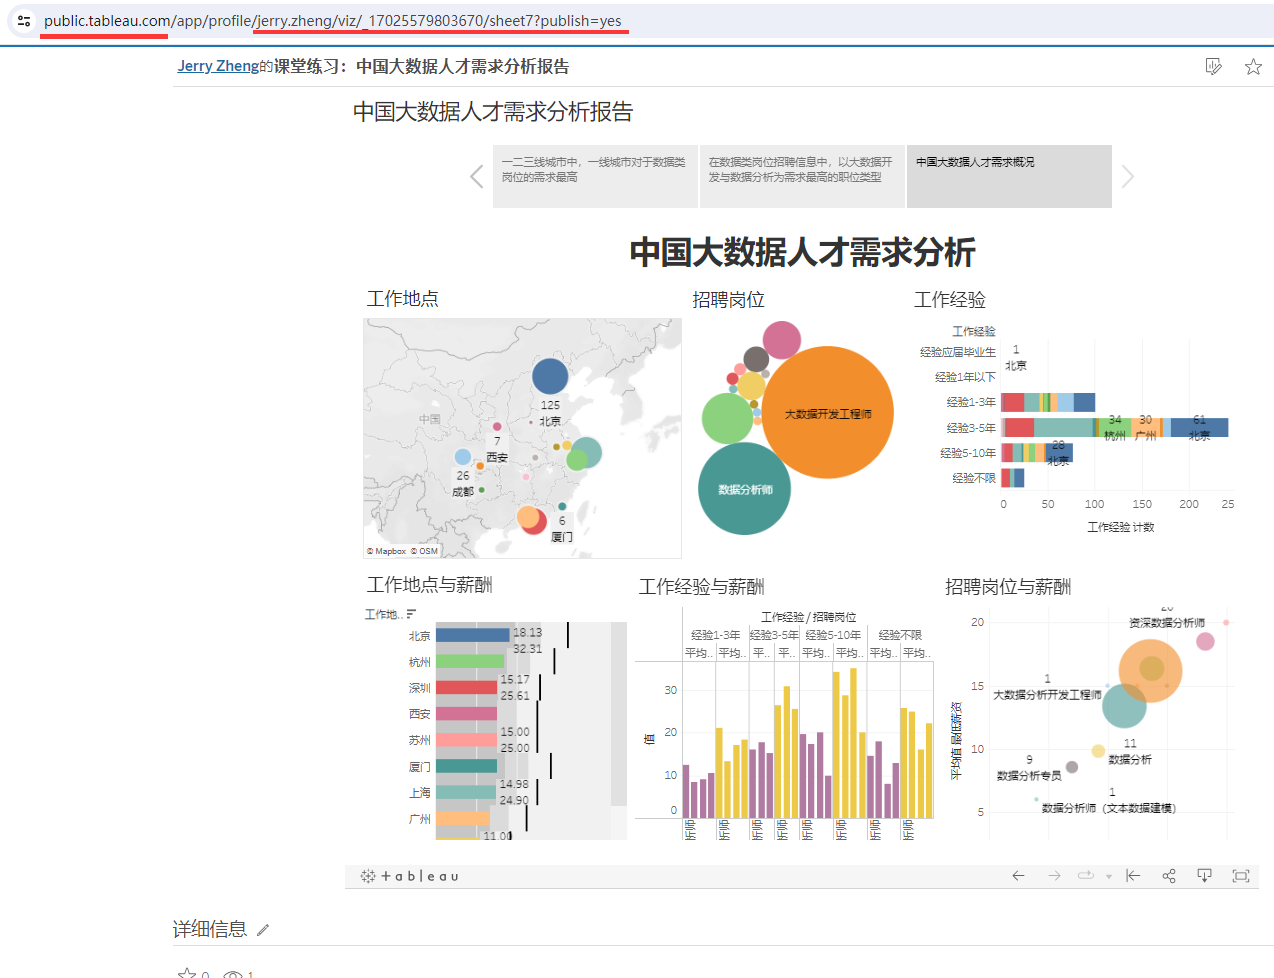 public.tableau.com/app/profile/jerry.zheng/viz/_17025579803670/sheet7?publish=yes
Jerry Zheng的课堂练习：中国大数据人才需求分析报告
中国大数据人才需求分析报告
一二三线城市中，一线城市对于数据类
岗位的需求最高
在数据类岗位招聘信息中，以大数据开
发与数据分析为需求最高的职位类型
中国大数据人才需求概况
中国大数据人才需求分析
工作地点
中国
125
北京
7
西安
26
成都
6
厦门
© Mapbox © OSM
招聘岗位
大数据开发工程师
数据分析师
工作经验
工作经验
经验应届毕业生
经验1年以下
经验1-3年
经验3-5年
经验5-10年
经验不限
1
北京
34
杭州
30
广州
61
北京
28
北京
0 50 100 150 200 25
工作经验 计数
工作地点与薪酬
工作地..
北京
杭州
深圳
西安
苏州
厦门
上海
广州
18.13
32.31
15.17
25.61
15.00
25.00
14.98
24.90
11.00
工作经验与薪酬
工作经验 / 招聘岗位
经验1-3年 经验3-5年 经验5-10年 经验不限
平均.. 平均.. 平.. 平.. 平均.. 平均.. 平均.. 平均..
值
30
20
10
0
析师 析师 析师 析师 析师 析师 析师 析师
招聘岗位与薪酬
平均值 最低薪资
20
15
10
5
20
资深数据分析师
1
大数据分析开发工程师
11
数据分析
9
数据分析专员
1
数据分析师（文本数据建模）
+ a b l e a u
详细信息
0 1